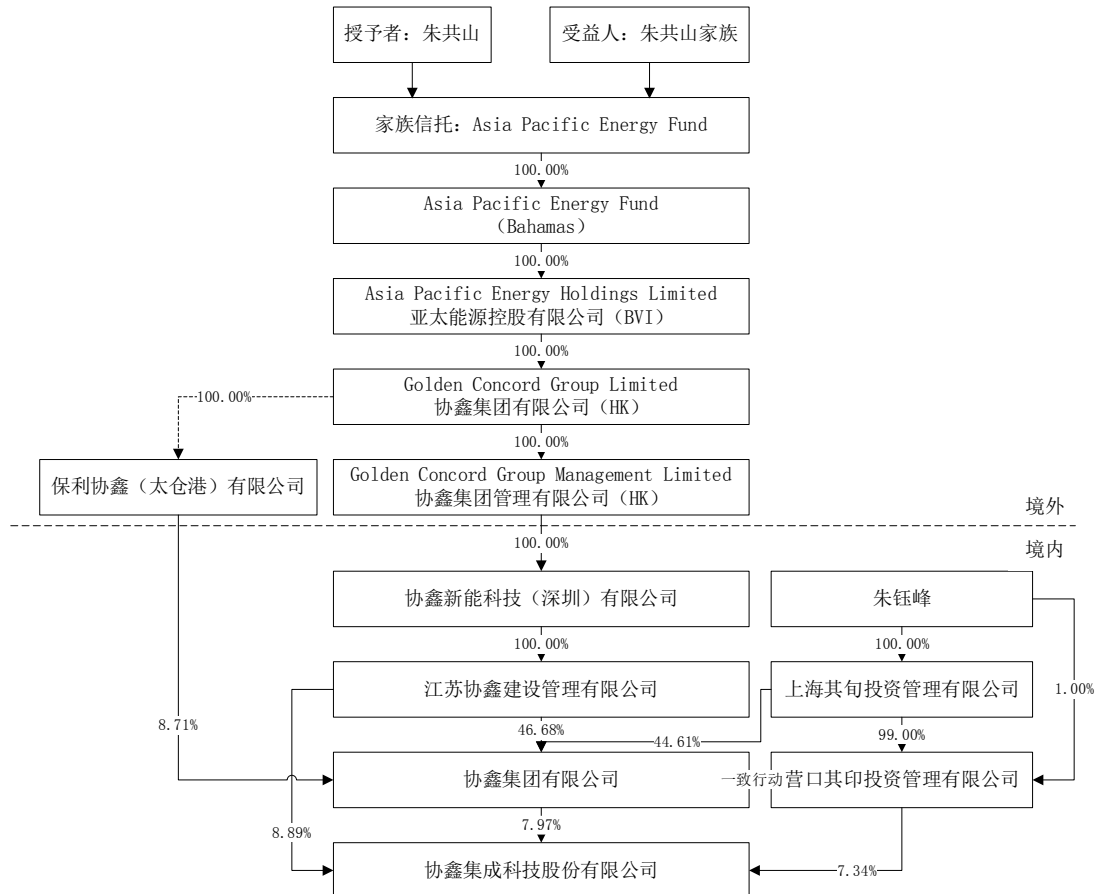 授予者：朱共山
受益人：朱共山家族
家族信托：Asia Pacific Energy Fund
100.00%
Asia Pacific Energy Fund
（Bahamas）
100.00%
Asia Pacific Energy Holdings Limited
亚太能源控股有限公司（BVI）
100.00%
Golden Concord Group Limited
协鑫集团有限公司（HK）
100.00%
100.00%
保利协鑫（太仓港）有限公司
Golden Concord Group Management Limited
协鑫集团管理有限公司（HK）
境外
100.00%
境内
协鑫新能科技（深圳）有限公司
朱钰峰
100.00%
100.00%
江苏协鑫建设管理有限公司
上海其旬投资管理有限公司
1.00%
8.71%
46.68%
44.61%
99.00%
协鑫集团有限公司
一致行动
营口其印投资管理有限公司
8.89%
7.97%
7.34%
协鑫集成科技股份有限公司